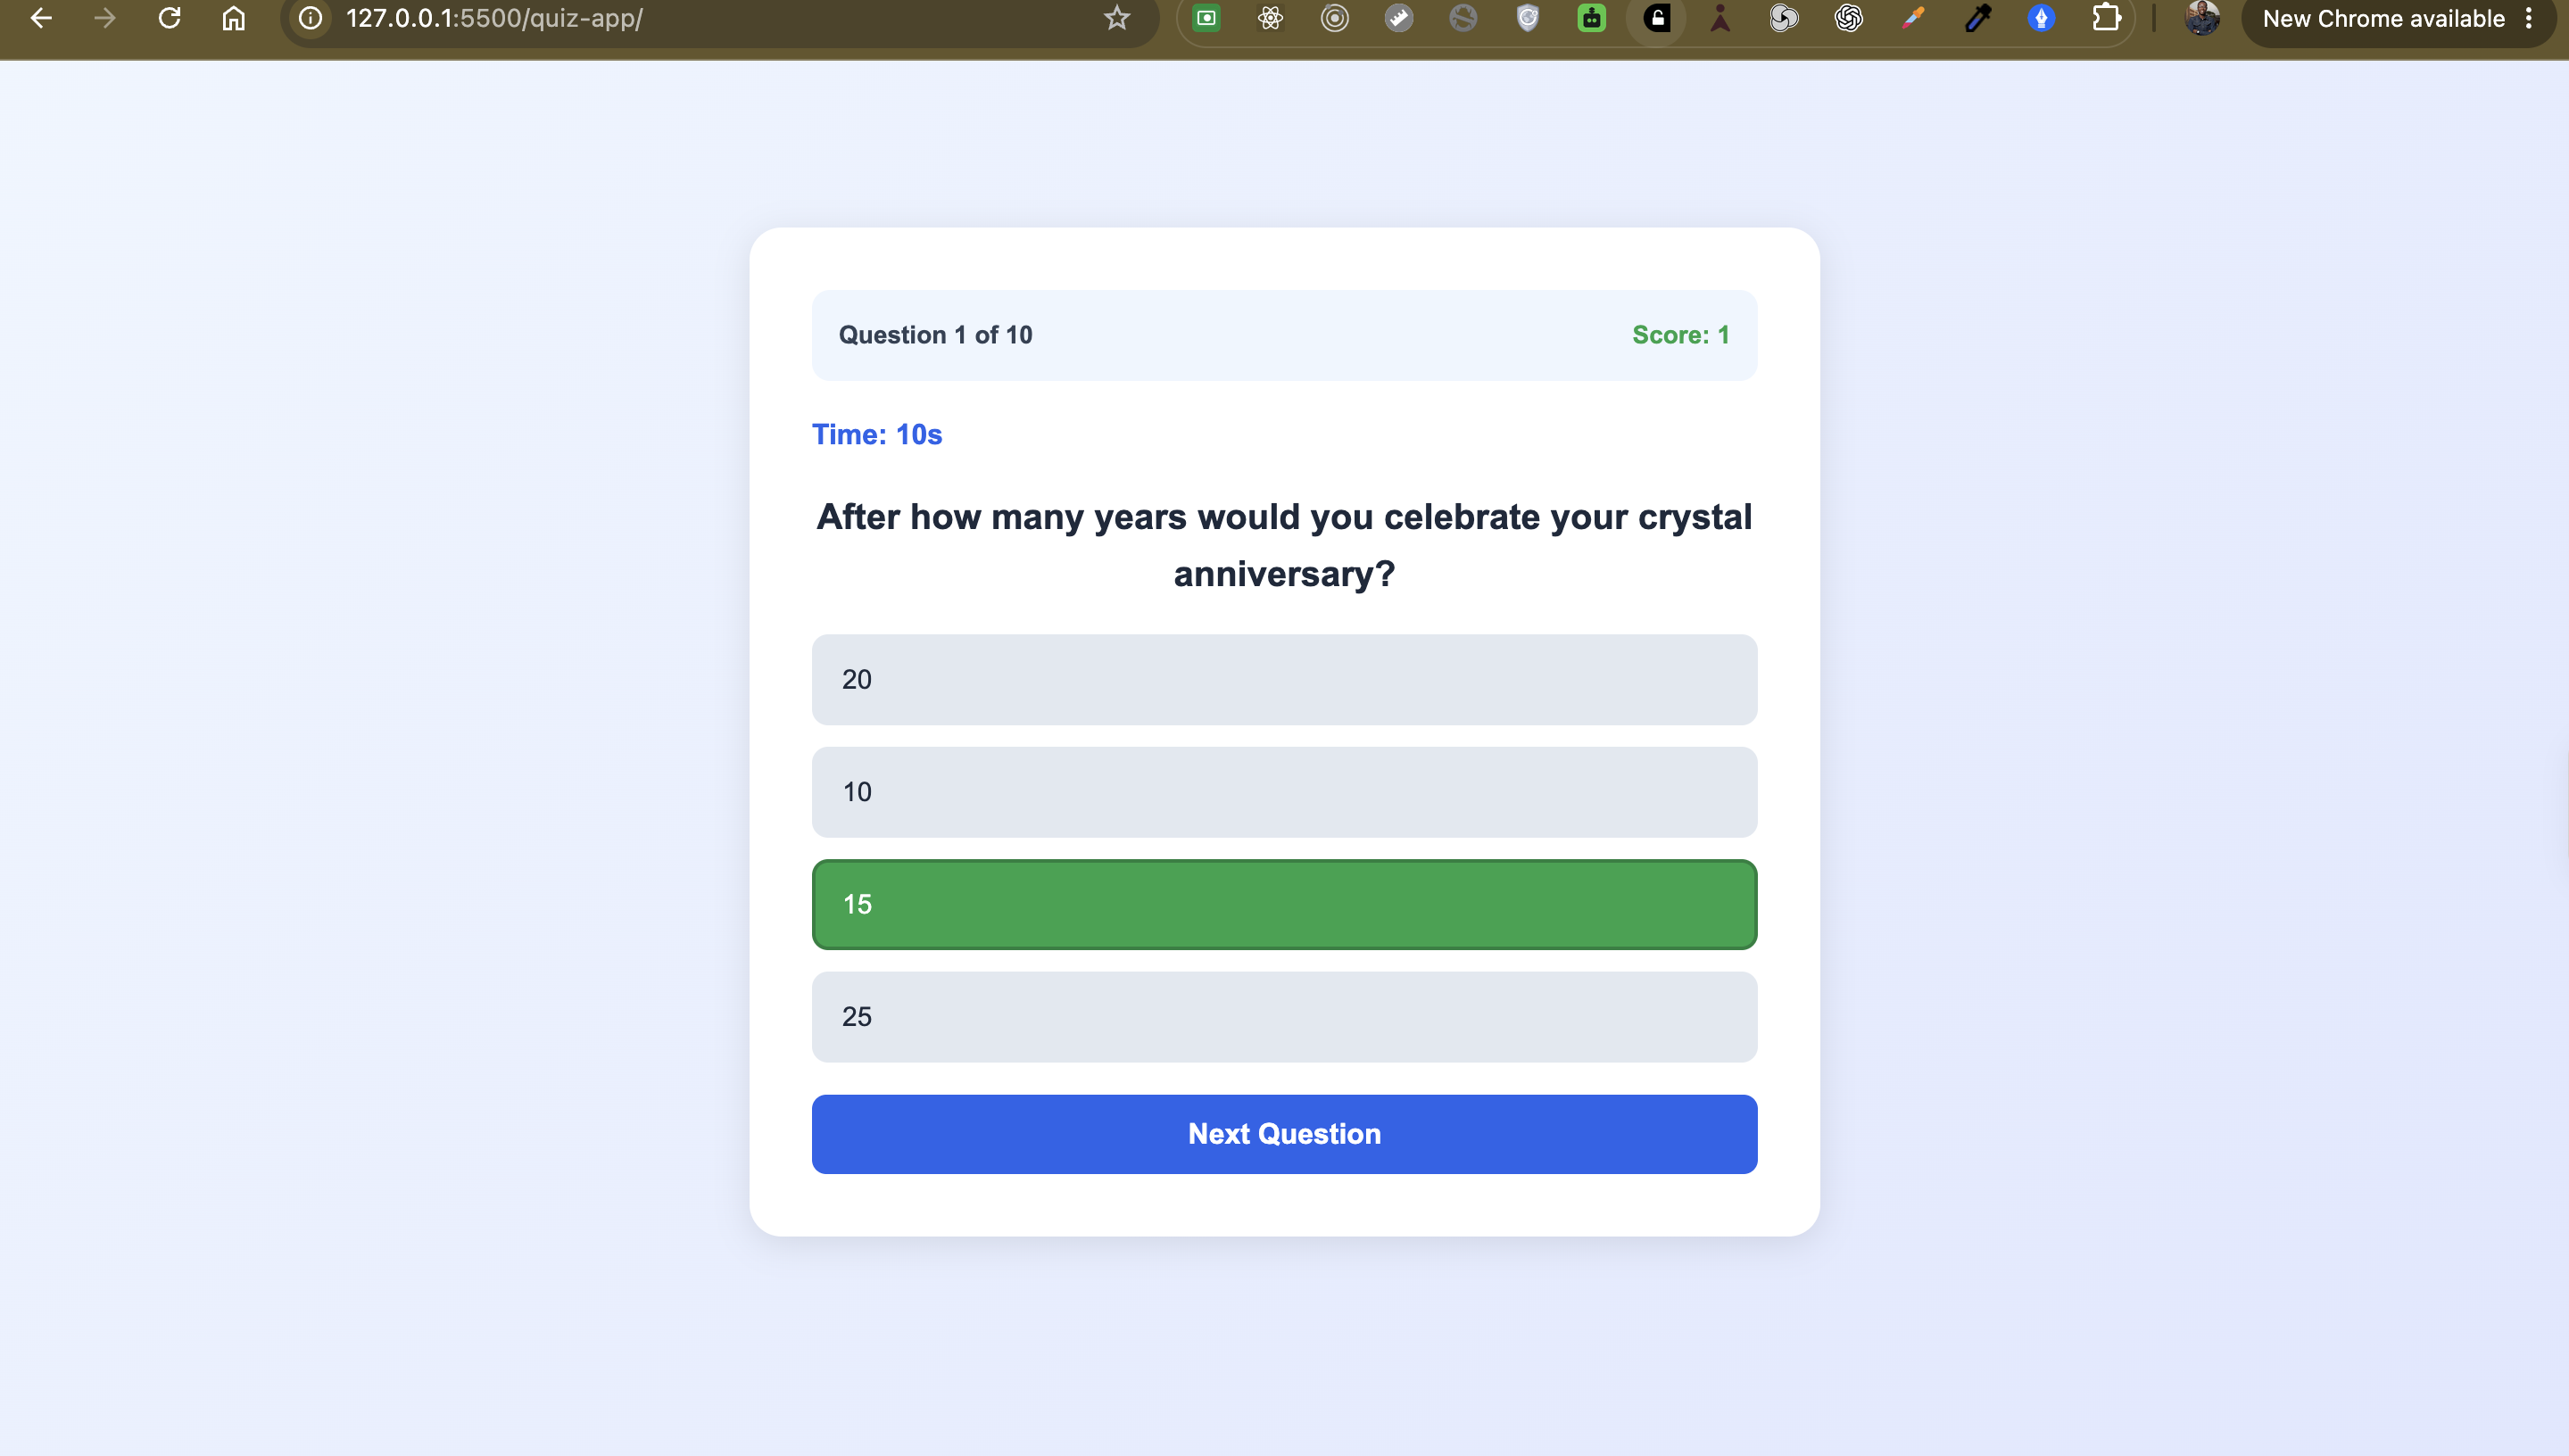 127.0.0.1:5500/quiz-app/
New Chrome available
Question 1 of 10
Score: 1
Time: 10s
After how many years would you celebrate your crystal
anniversary?
20
10
15
25
Next Question